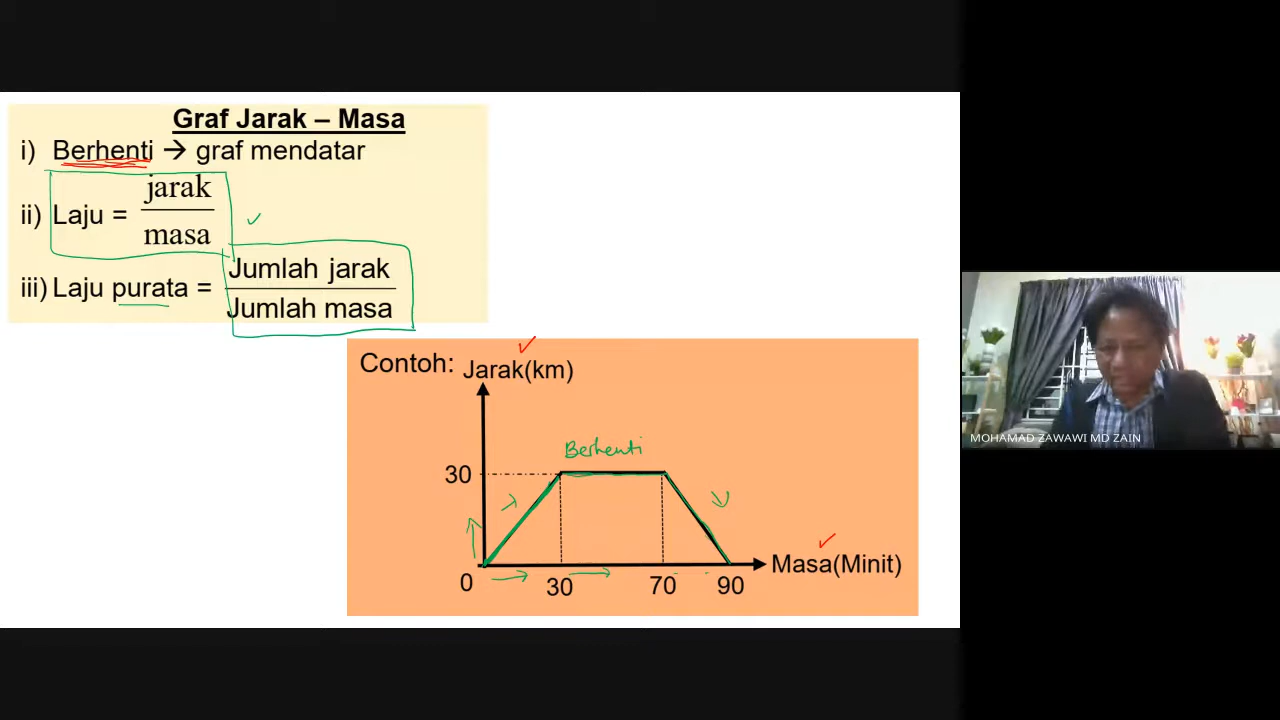 Graf Jarak – Masa
i) Berhenti → graf mendatar
ii) Laju = jarak
masa
iii) Laju purata = Jumlah jarak
Jumlah masa
Contoh: Jarak(km)
Berhenti
30
0 30 70 90 Masa(Minit)
MOHAMAD ZAWAWI MD ZAIN